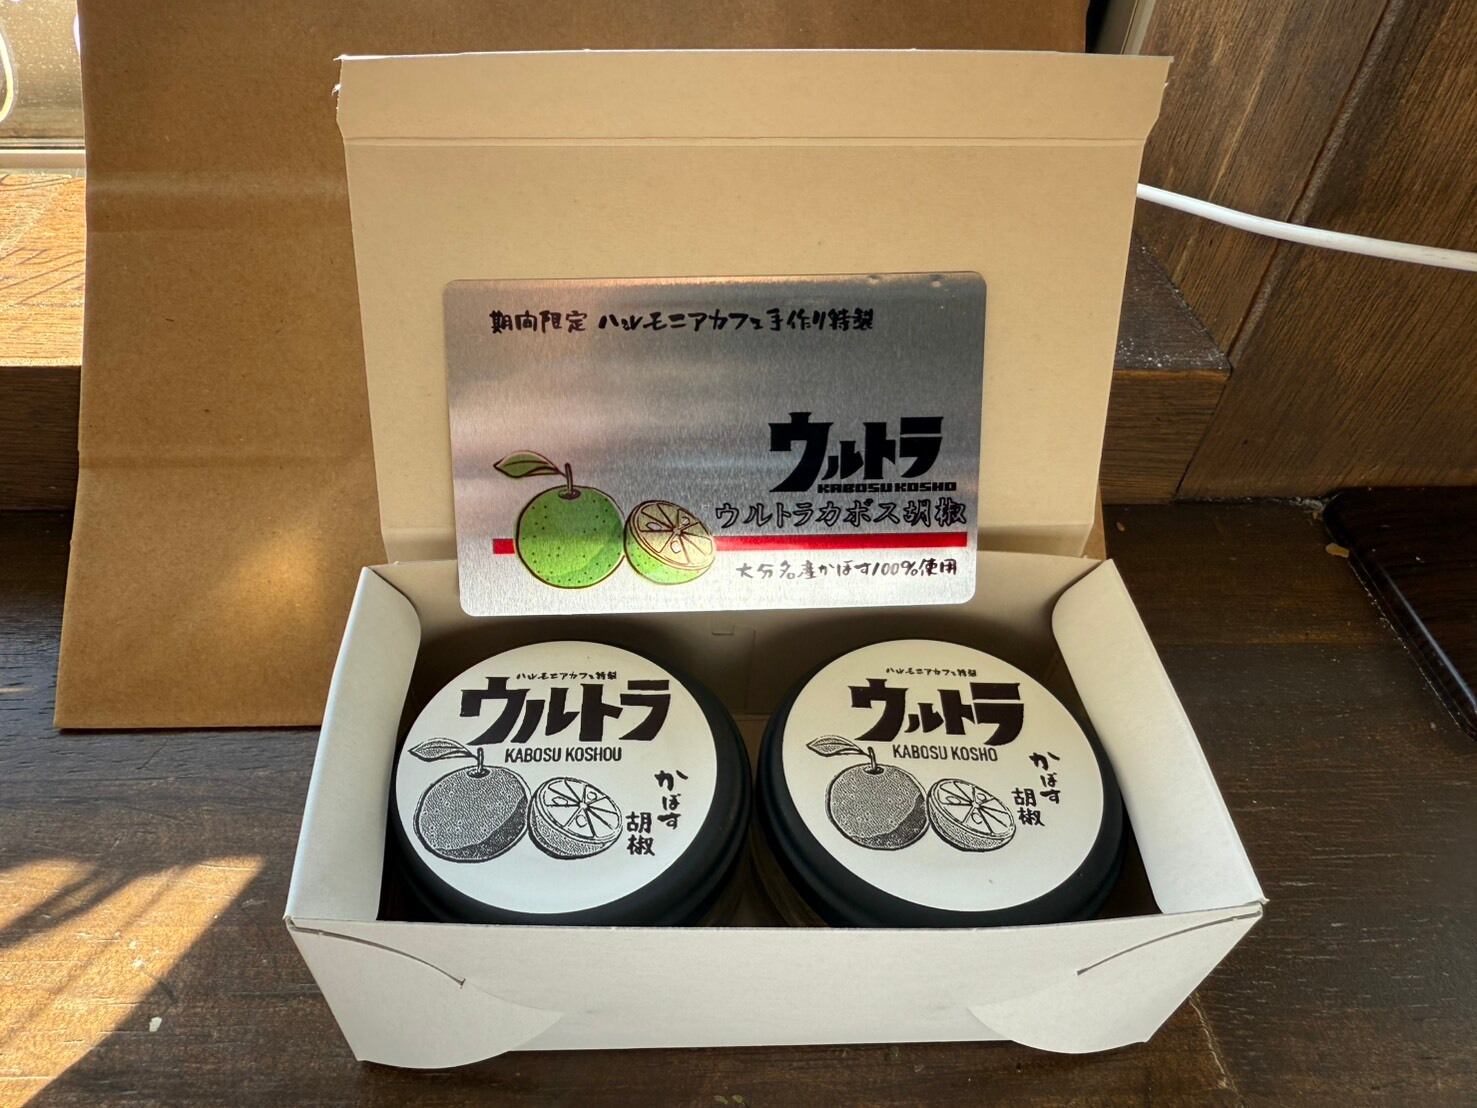 期間限定 ハルモニアカフェ手作り特製
ウルトラ
KABOSU KOSHO
ウルトラカボス胡椒
大分名産かぼす100%使用
ハルモニアカフェ特製
ウルトラ
KABOSU KOSHOU
かぼす
胡椒
ハルモニアカフェ特製
ウルトラ
KABOSU KOSHO
かぼす
胡椒